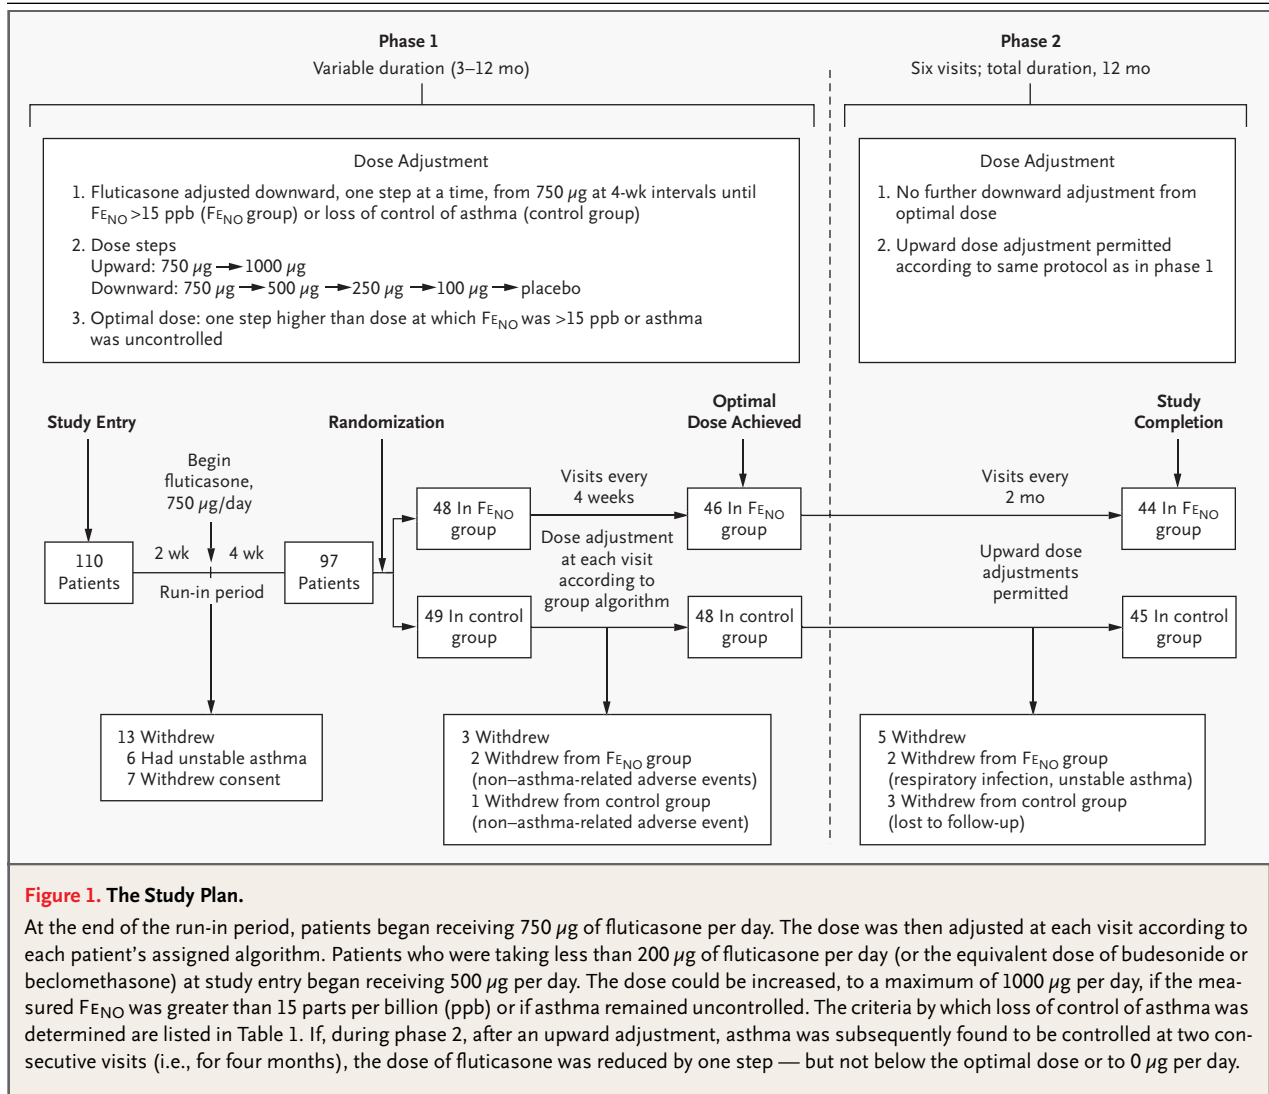 Phase 1
Variable duration (3–12 mo)
Phase 2
Six visits; total duration, 12 mo
Dose Adjustment
1. Fluticasone adjusted downward, one step at a time, from 750 µg at 4-wk intervals until
FENO >15 ppb (FENO group) or loss of control of asthma (control group)
2. Dose steps
Upward: 750 µg → 1000 µg
Downward: 750 µg → 500 µg → 250 µg → 100 µg → placebo
3. Optimal dose: one step higher than dose at which FENO was >15 ppb or asthma
was uncontrolled
Dose Adjustment
1. No further downward adjustment from
optimal dose
2. Upward dose adjustment permitted
according to same protocol as in phase 1
Study Entry
Randomization
Optimal
Dose Achieved
Study
Completion
Begin
fluticasone,
750 µg/day
110
Patients
2 wk
4 wk
Run-in period
97
Patients
48 In FENO
group
Visits every
4 weeks
46 In FENO
group
Visits every
2 mo
44 In FENO
group
Dose adjustment
at each visit
according to
group algorithm
Upward dose
adjustments
permitted
49 In control
group
48 In control
group
45 In control
group
13 Withdrew
6 Had unstable asthma
7 Withdrew consent
3 Withdrew
2 Withdrew from FENO group
(non–asthma-related adverse events)
1 Withdrew from control group
(non–asthma-related adverse event)
5 Withdrew
2 Withdrew from FENO group
(respiratory infection, unstable asthma)
3 Withdrew from control group
(lost to follow-up)
Figure 1. The Study Plan.
At the end of the run-in period, patients began receiving 750 µg of fluticasone per day. The dose was then adjusted at each visit according to
each patient's assigned algorithm. Patients who were taking less than 200 µg of fluticasone per day (or the equivalent dose of budesonide or
beclomethasone) at study entry began receiving 500 µg per day. The dose could be increased, to a maximum of 1000 µg per day, if the mea-
sured FENO was greater than 15 parts per billion (ppb) or if asthma remained uncontrolled. The criteria by which loss of control of asthma was
determined are listed in Table 1. If, during phase 2, after an upward adjustment, asthma was subsequently found to be controlled at two con-
secutive visits (i.e., for four months), the dose of fluticasone was reduced by one step — but not below the optimal dose or to 0 µg per day.